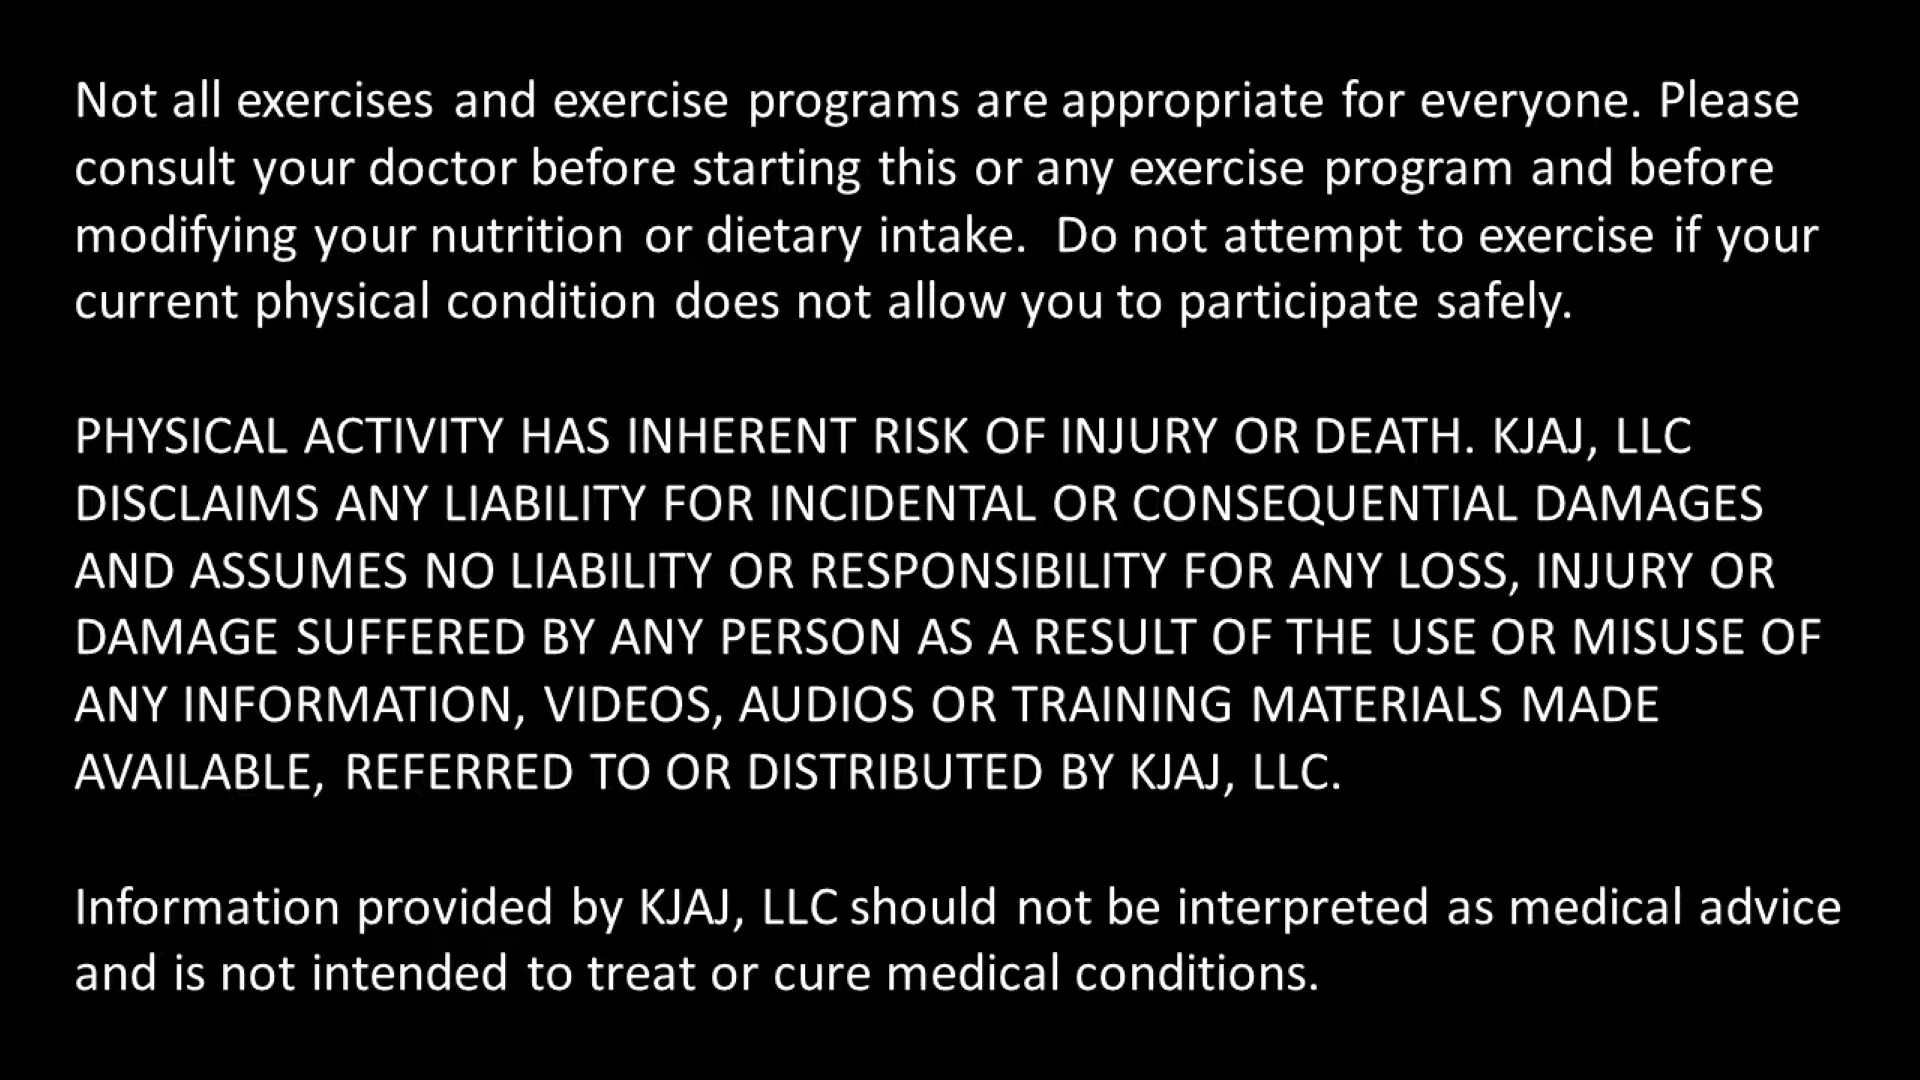 Not all exercises and exercise programs are appropriate for everyone. Please
consult your doctor before starting this or any exercise program and before
modifying your nutrition or dietary intake.  Do not attempt to exercise if your
current physical condition does not allow you to participate safely.
PHYSICAL ACTIVITY HAS INHERENT RISK OF INJURY OR DEATH. KJAJ, LLC
DISCLAIMS ANY LIABILITY FOR INCIDENTAL OR CONSEQUENTIAL DAMAGES
AND ASSUMES NO LIABILITY OR RESPONSIBILITY FOR ANY LOSS, INJURY OR
DAMAGE SUFFERED BY ANY PERSON AS A RESULT OF THE USE OR MISUSE OF
ANY INFORMATION, VIDEOS, AUDIOS OR TRAINING MATERIALS MADE
AVAILABLE, REFERRED TO OR DISTRIBUTED BY KJAJ, LLC.
Information provided by KJAJ, LLC should not be interpreted as medical advice
and is not intended to treat or cure medical conditions.